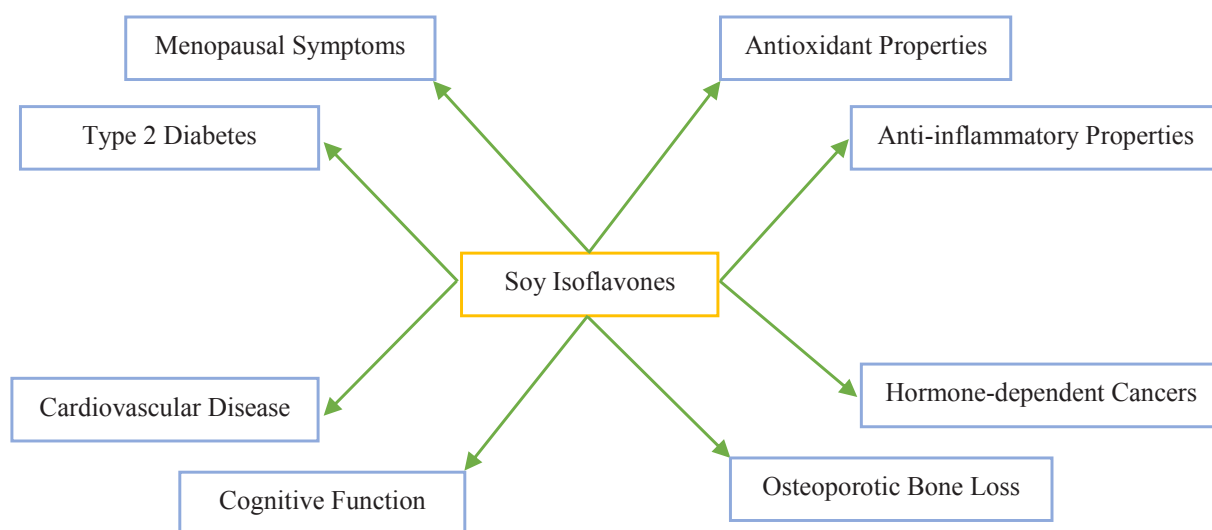 Menopausal Symptoms
Antioxidant Properties
Type 2 Diabetes
Anti-inflammatory Properties
Soy Isoflavones
Cardiovascular Disease
Hormone-dependent Cancers
Cognitive Function
Osteoporotic Bone Loss